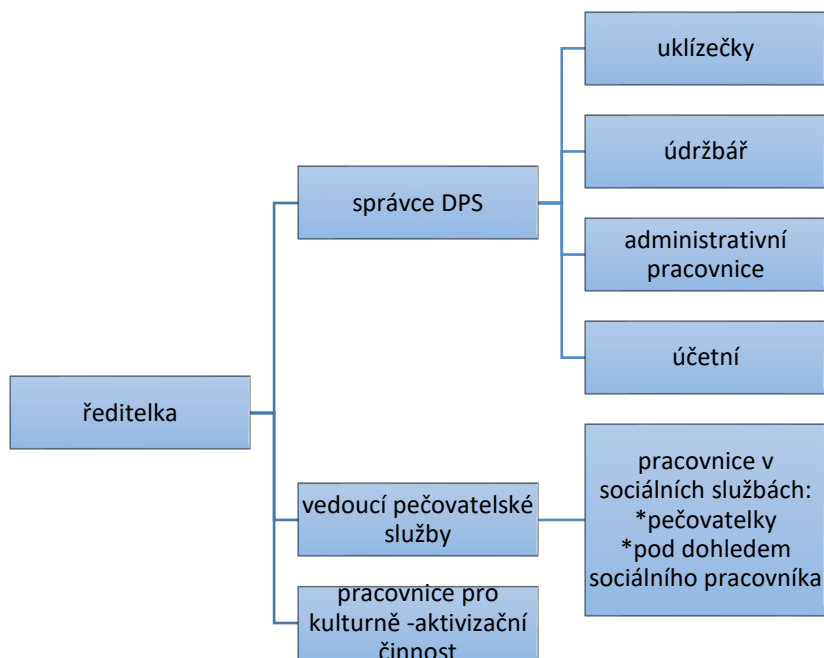 uklízečky
údržbář
správce DPS
administrativní
pracovnice
účetní
ředitelka
vedoucí pečovatelské
služby
pracovnice v
sociálních službách:
*pečovatelky
*pod dohledem
sociálního pracovníka
pracovnice pro
kulturně -aktivizační
činnost